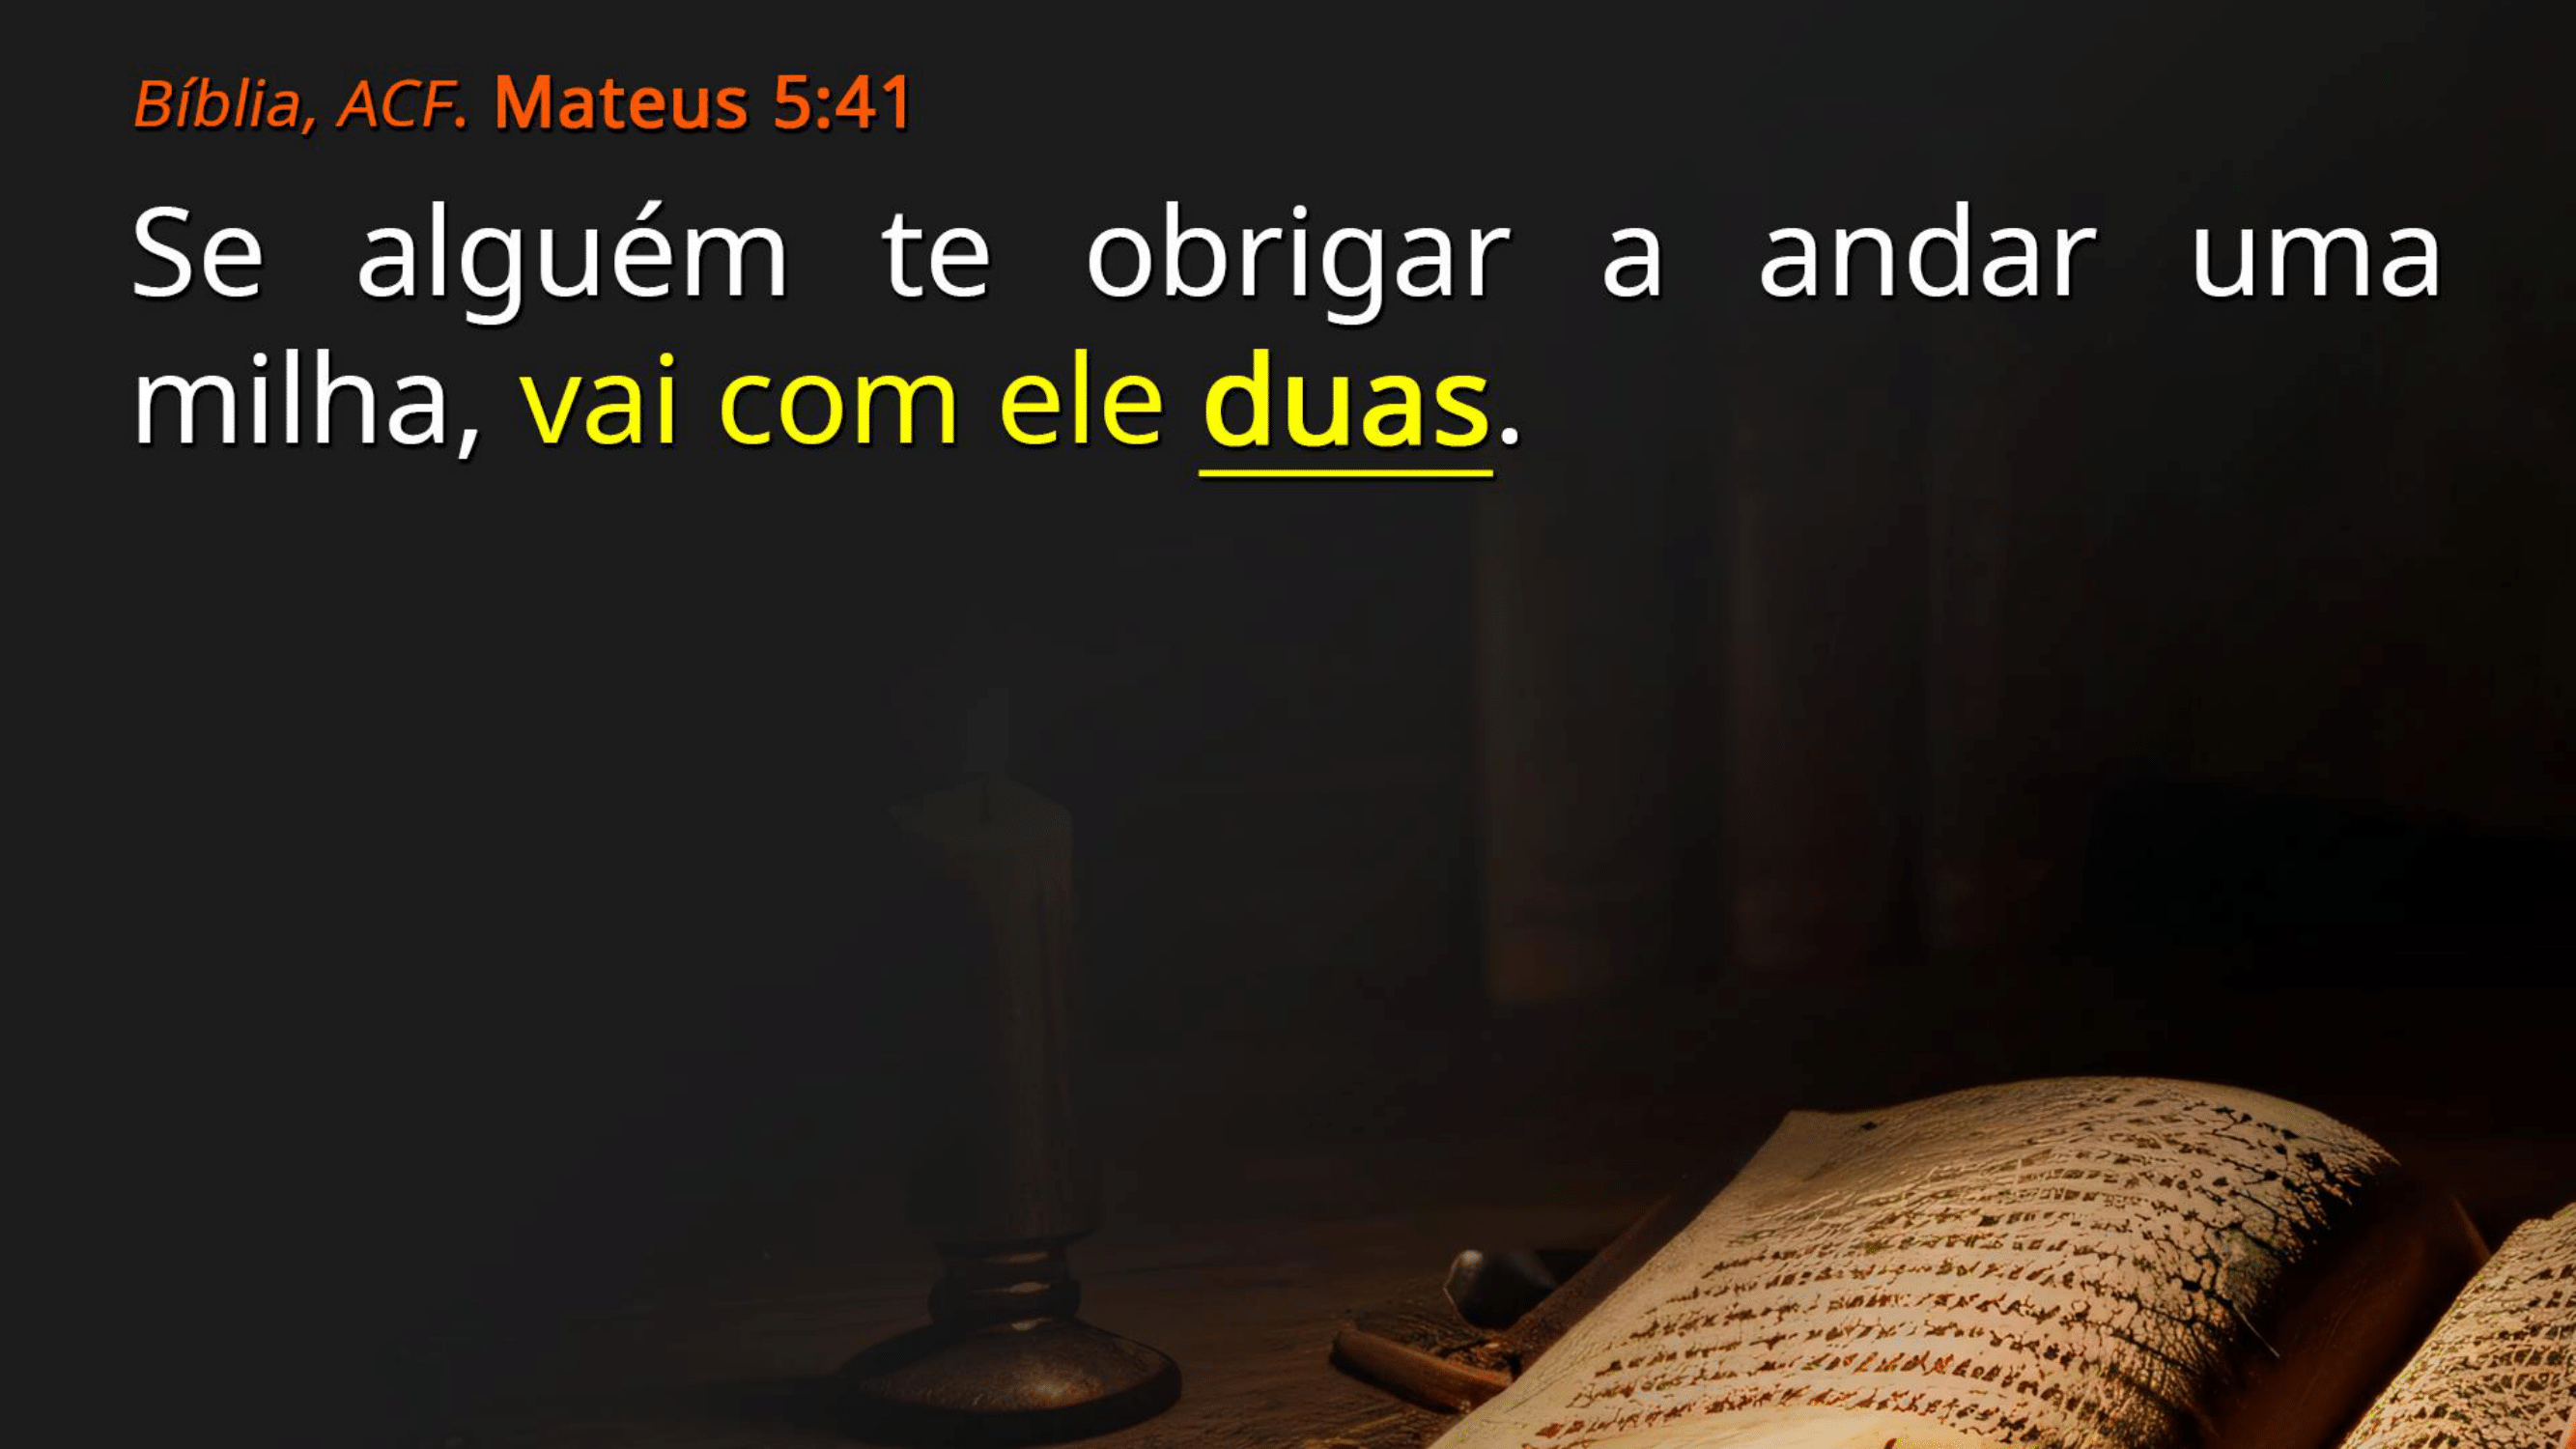 Bíblia, ACF. Mateus 5:41
Se alguém te obrigar a andar uma
milha, vai com ele duas.